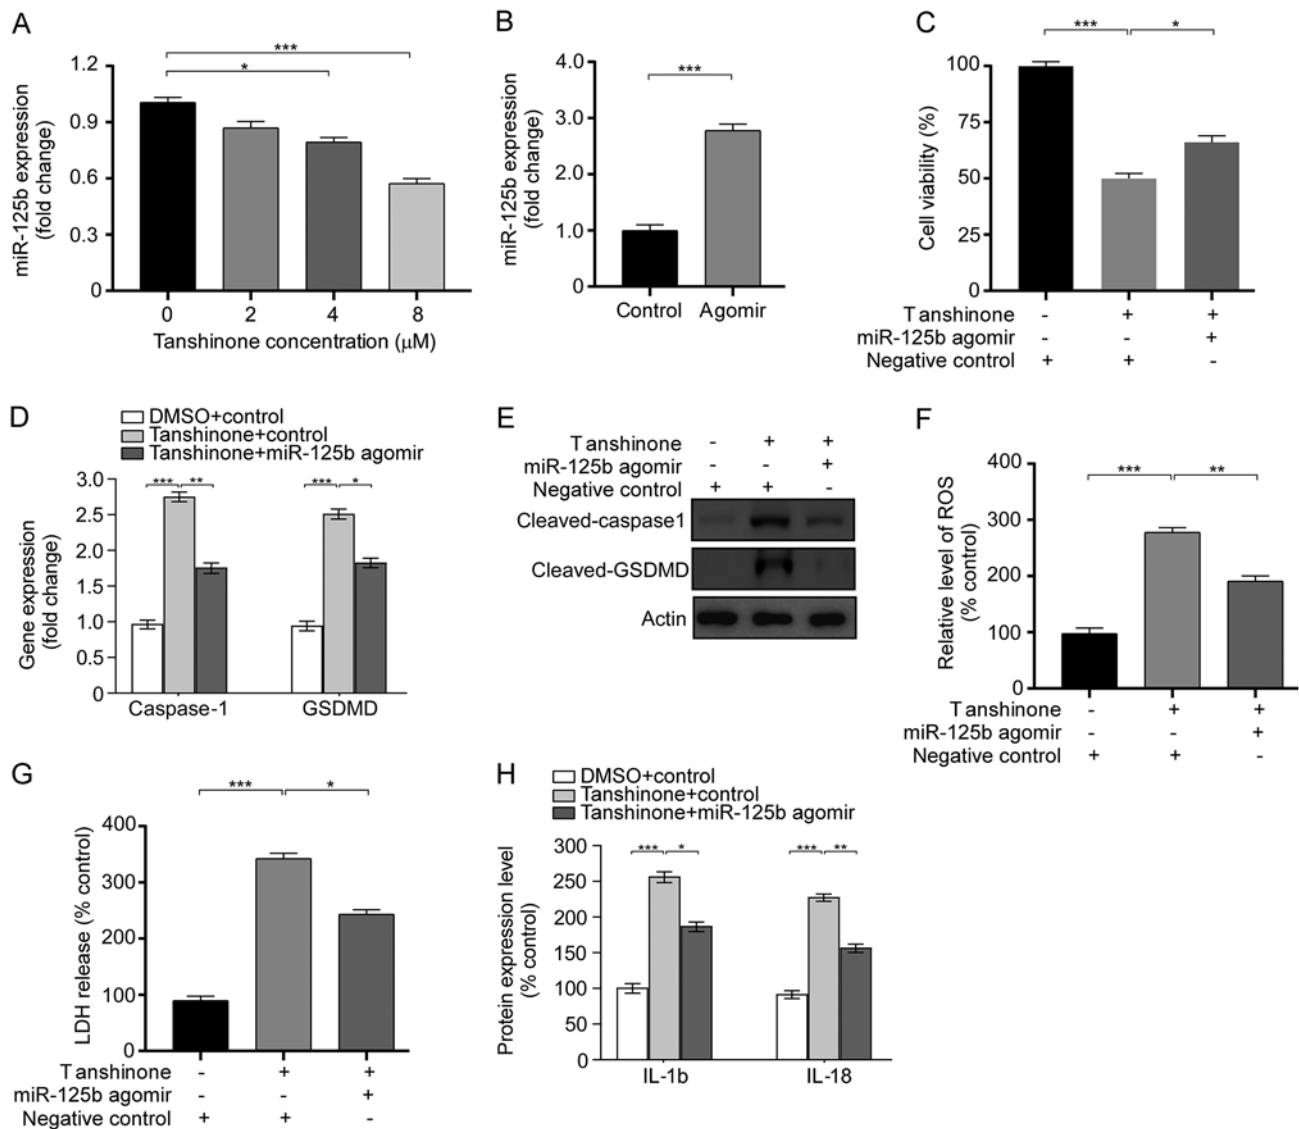 A
miR-125b expression
(fold change)
1.2
0.9
0.6
0.3
0
***
*
0 2 4 8
Tanshinone concentration (μM)
B
miR-125b expression
(fold change)
4.0
3.0
2.0
1.0
0
***
Control Agomir
C
Cell viability (%)
100
75
50
25
0
*** *
Tanshinone - + +
miR-125b agomir - - +
Negative control + + -
D
DMSO+control
Tanshinone+control
Tanshinone+miR-125b agomir
Gene expression
(fold change)
3.0
2.5
2.0
1.5
1.0
0.5
0
*** ** *** *
Caspase-1 GSDMD
E
Tanshinone - + +
miR-125b agomir - - +
Negative control + + -
Cleaved-caspase1
Cleaved-GSDMD
Actin
F
Relative level of ROS
(% control)
400
300
200
100
0
*** **
Tanshinone - + +
miR-125b agomir - - +
Negative control + + -
G
LDH release (% control)
400
300
200
100
0
*** *
Tanshinone - + +
miR-125b agomir - - +
Negative control + + -
H
DMSO+control
Tanshinone+control
Tanshinone+miR-125b agomir
Protein expression level
(% control)
300
250
200
150
100
50
0
*** * *** **
IL-1b IL-18